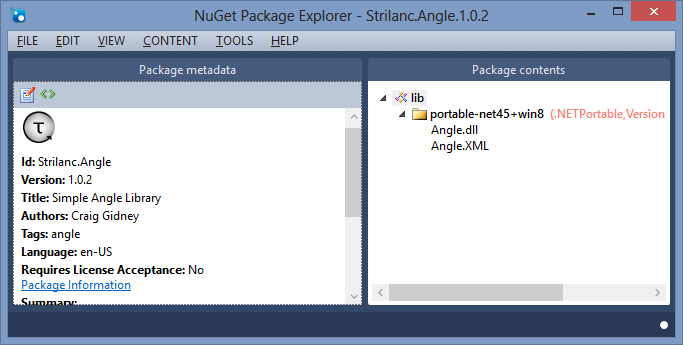 NuGet Package Explorer - Strilanc.Angle.1.0.2
FILE EDIT VIEW CONTENT TOOLS HELP
Package metadata
τ
Id: Strilanc.Angle
Version: 1.0.2
Title: Simple Angle Library
Authors: Craig Gidney
Tags: angle
Language: en-US
Requires License Acceptance: No
Package Information
Summary:
Package contents
lib
portable-net45+win8 (.NETPortable,Version
Angle.dll
Angle.XML